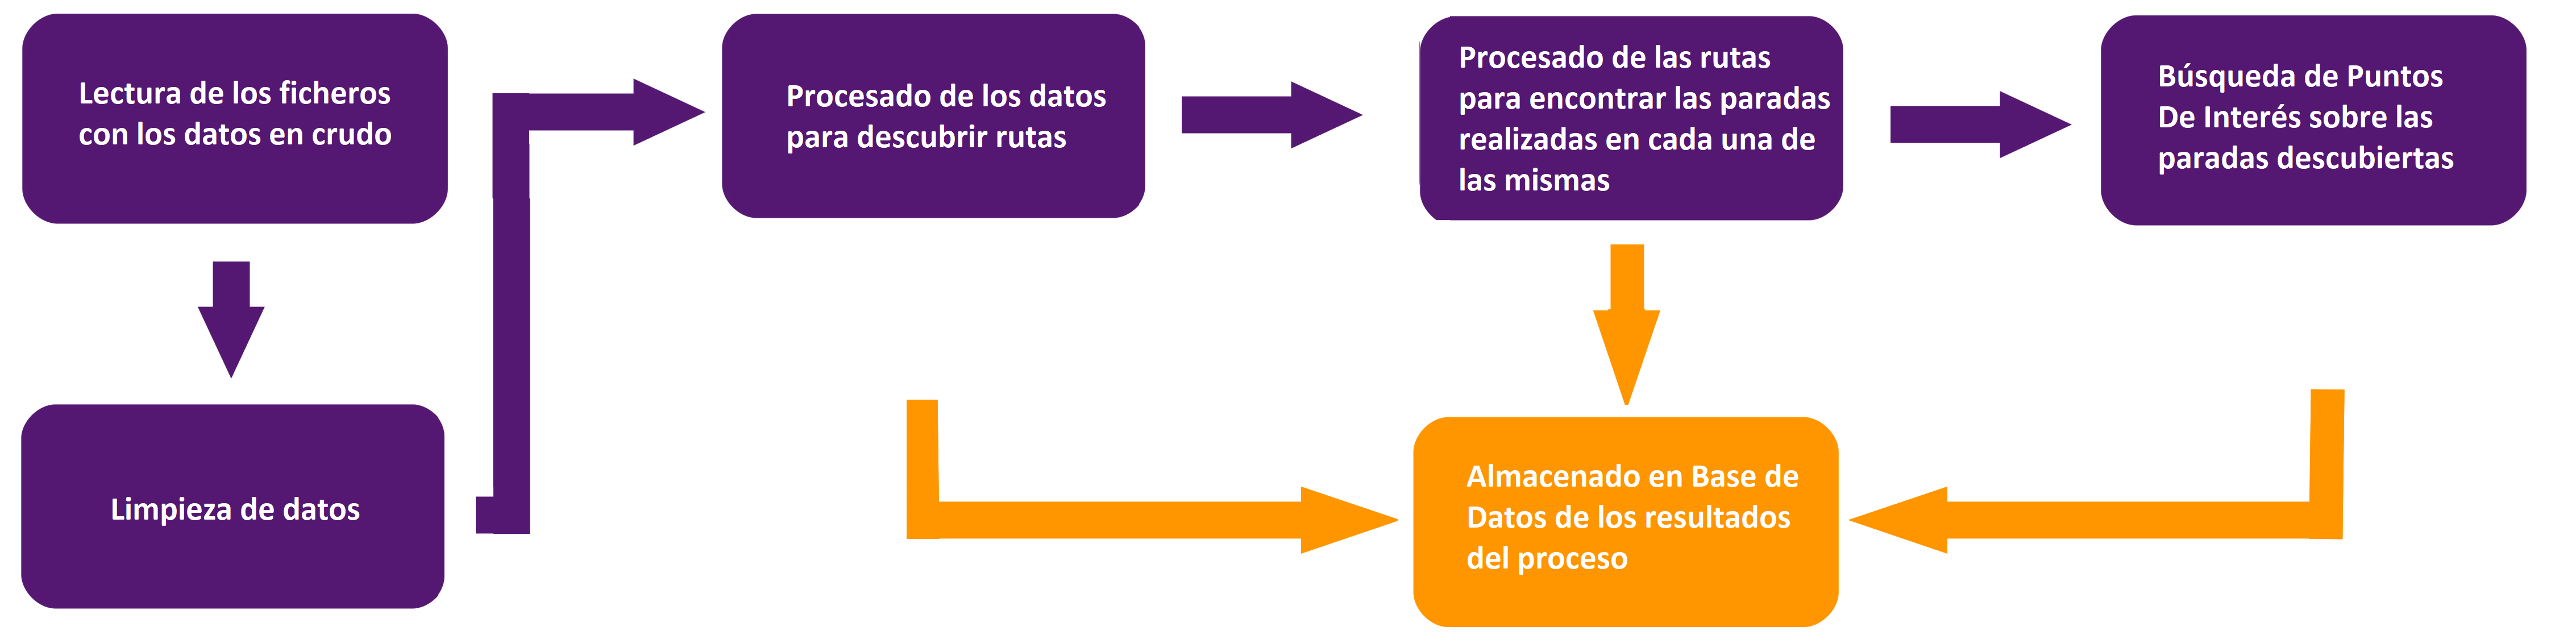 Lectura de los ficheros
con los datos en crudo
Limpieza de datos
Procesado de los datos
para descubrir rutas
Procesado de las rutas
para encontrar las paradas
realizadas en cada una de
las mismas
Búsqueda de Puntos
De Interés sobre las
paradas descubiertas
Almacenado en Base de
Datos de los resultados
del proceso